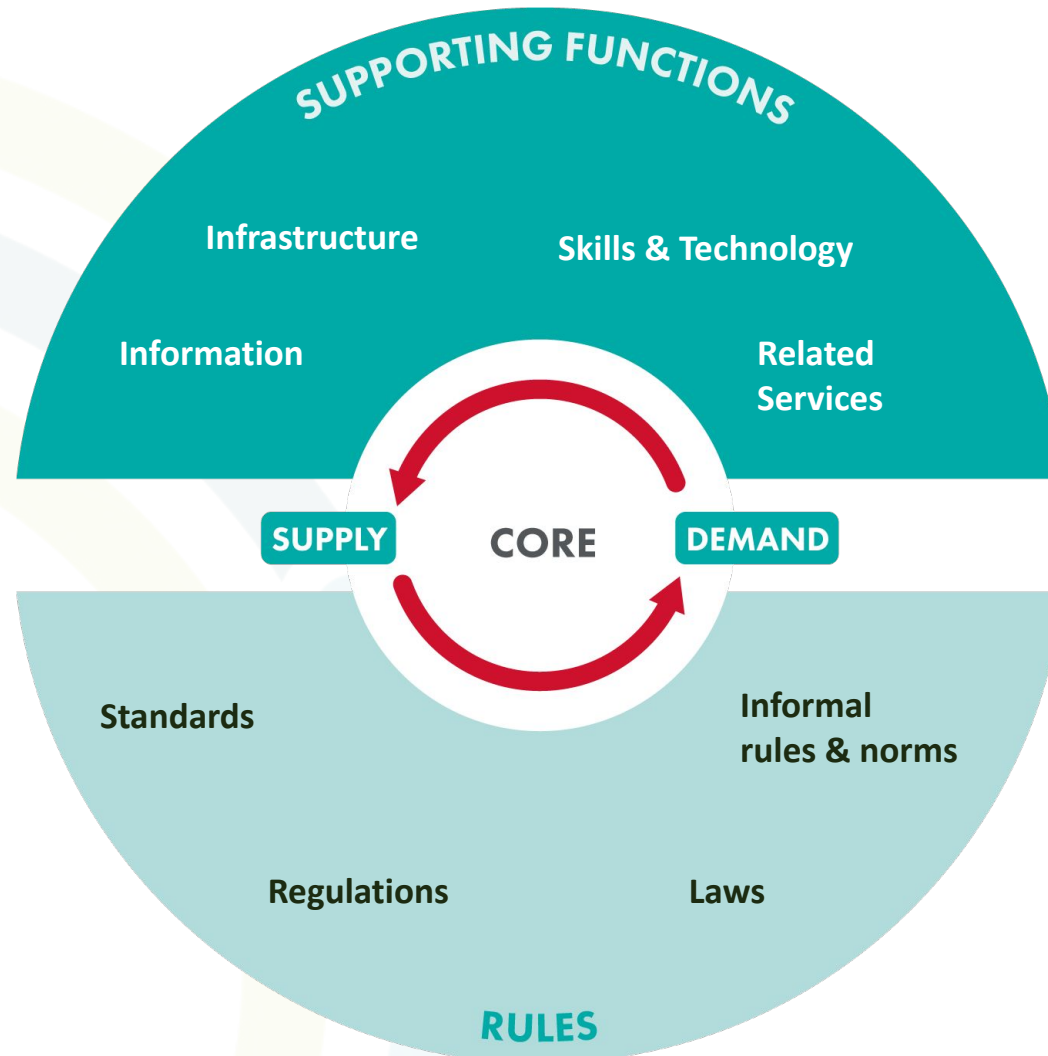 SUPPORTING FUNCTIONS
Infrastructure
Skills & Technology
Information
Related
Services
SUPPLY
CORE
DEMAND
Standards
Informal
rules & norms
Regulations
Laws
RULES